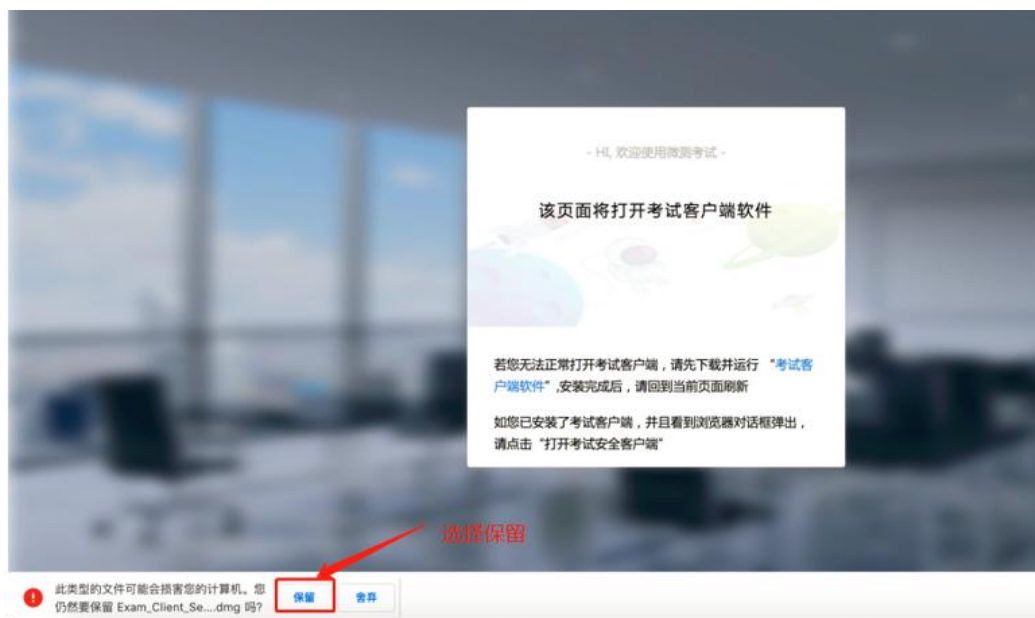 - HI, 欢迎使用微测考试 -
该页面将打开考试客户端软件
若您无法正常打开考试客户端，请先下载并运行 “考试客
户端软件” ,安装完成后，请回到当前页面刷新
如您已安装了考试客户端，并且看到浏览器对话框弹出，
请点击 “打开考试安全客户端”
选择保留
此类型的文件可能会损害您的计算机。您
仍然要保留 Exam_Client_Se....dmg 吗?
保留
舍弃